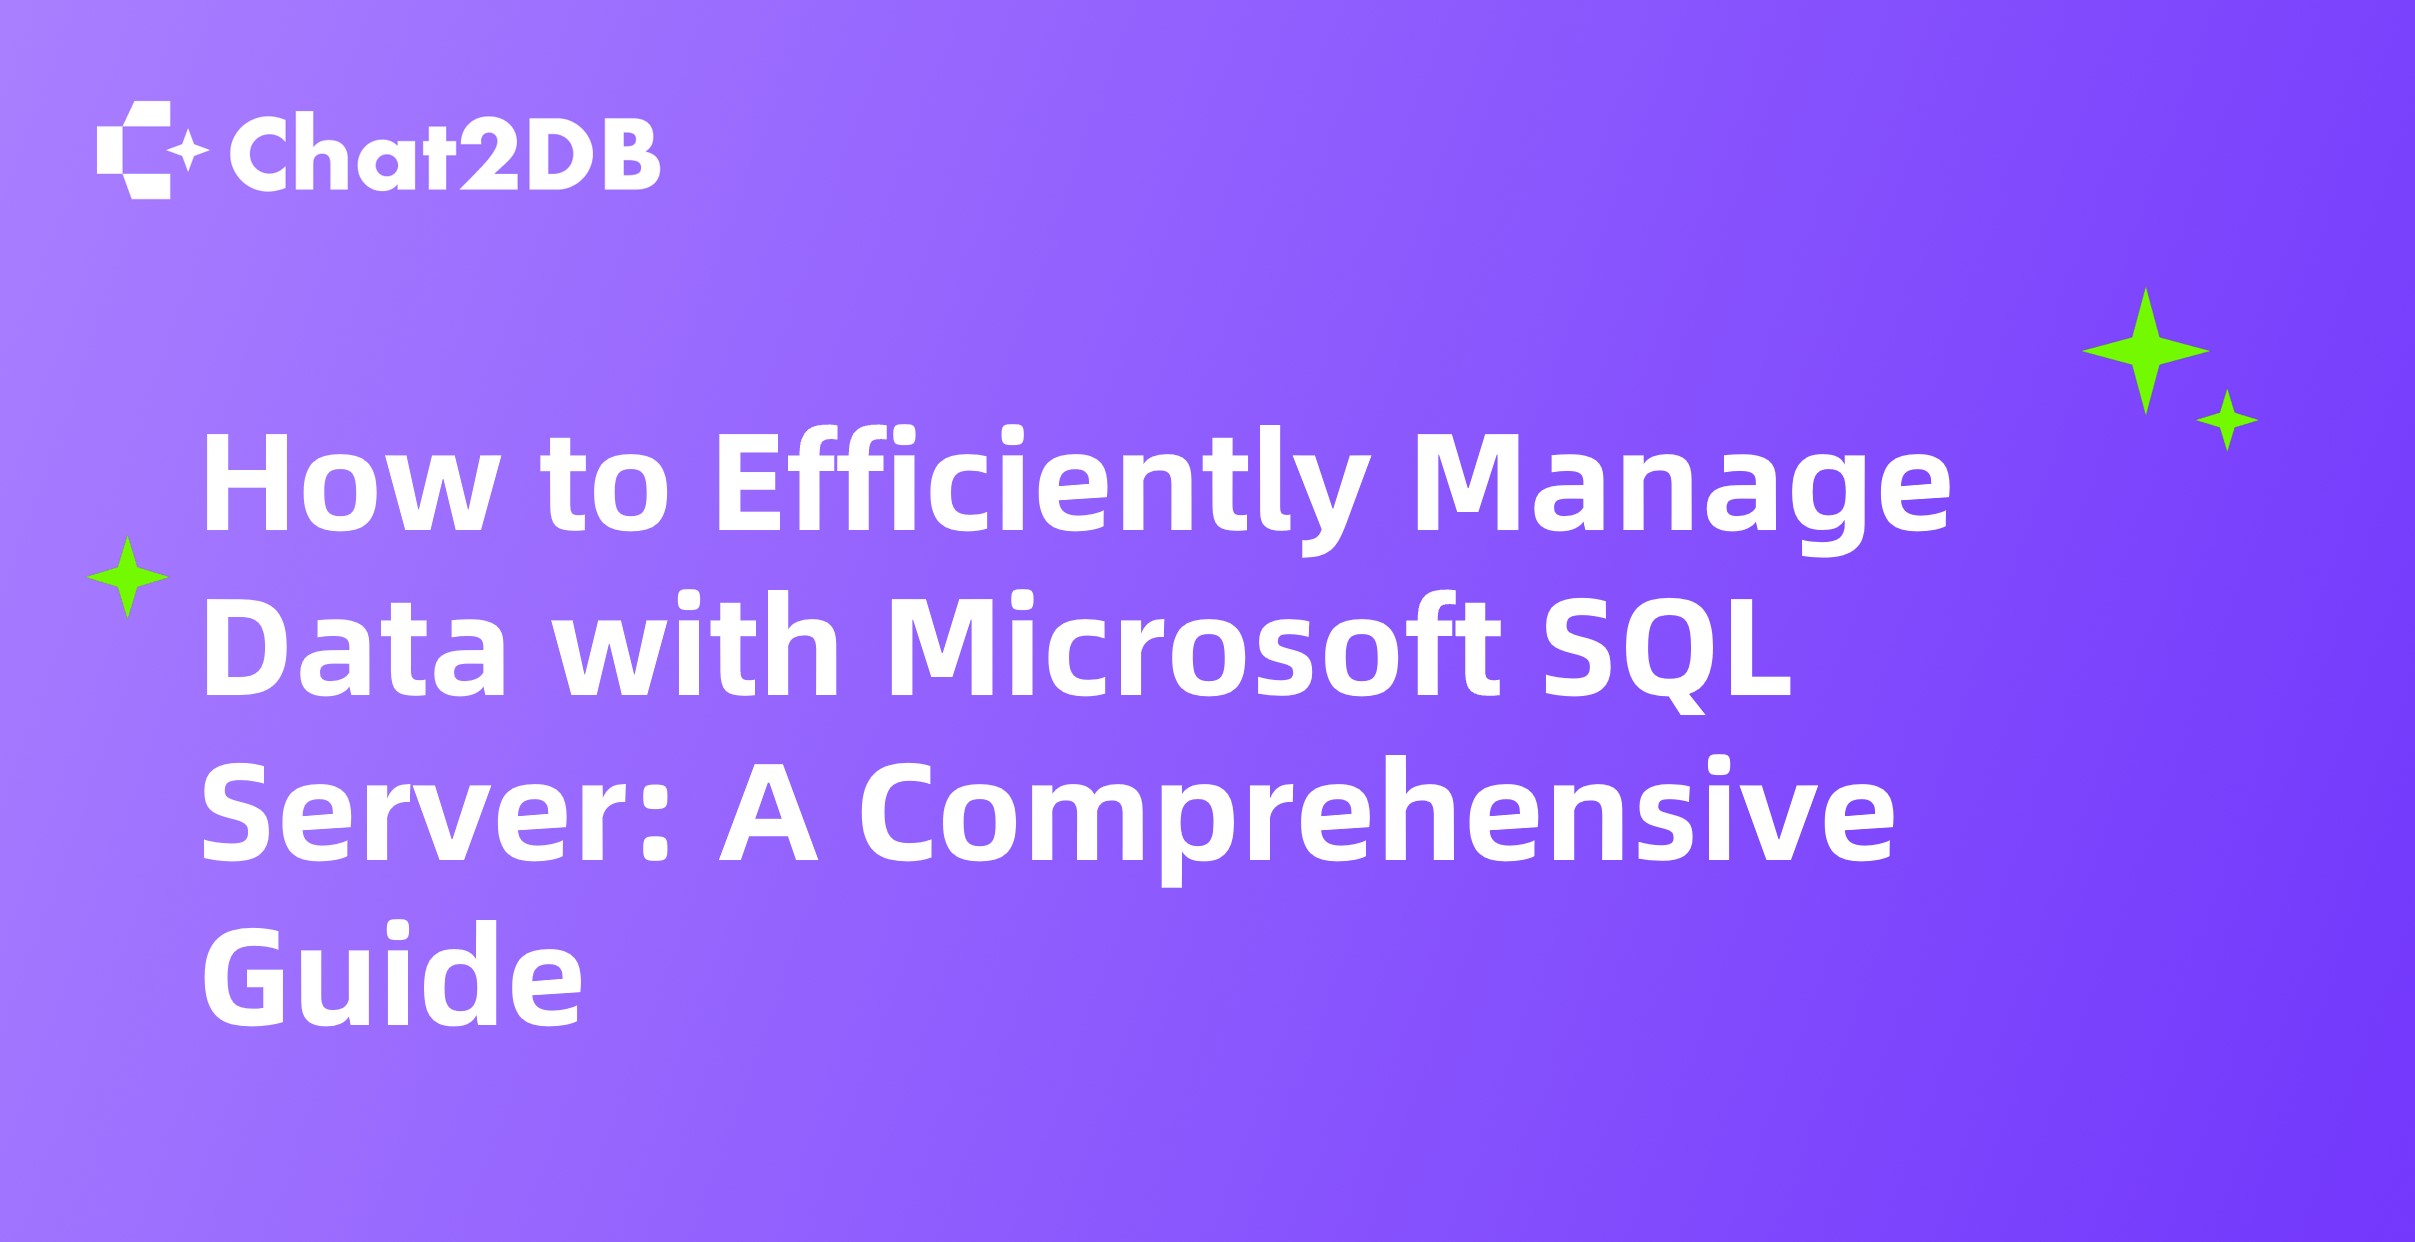 Chat2DB
How to Efficiently Manage
Data with Microsoft SQL
Server: A Comprehensive
Guide